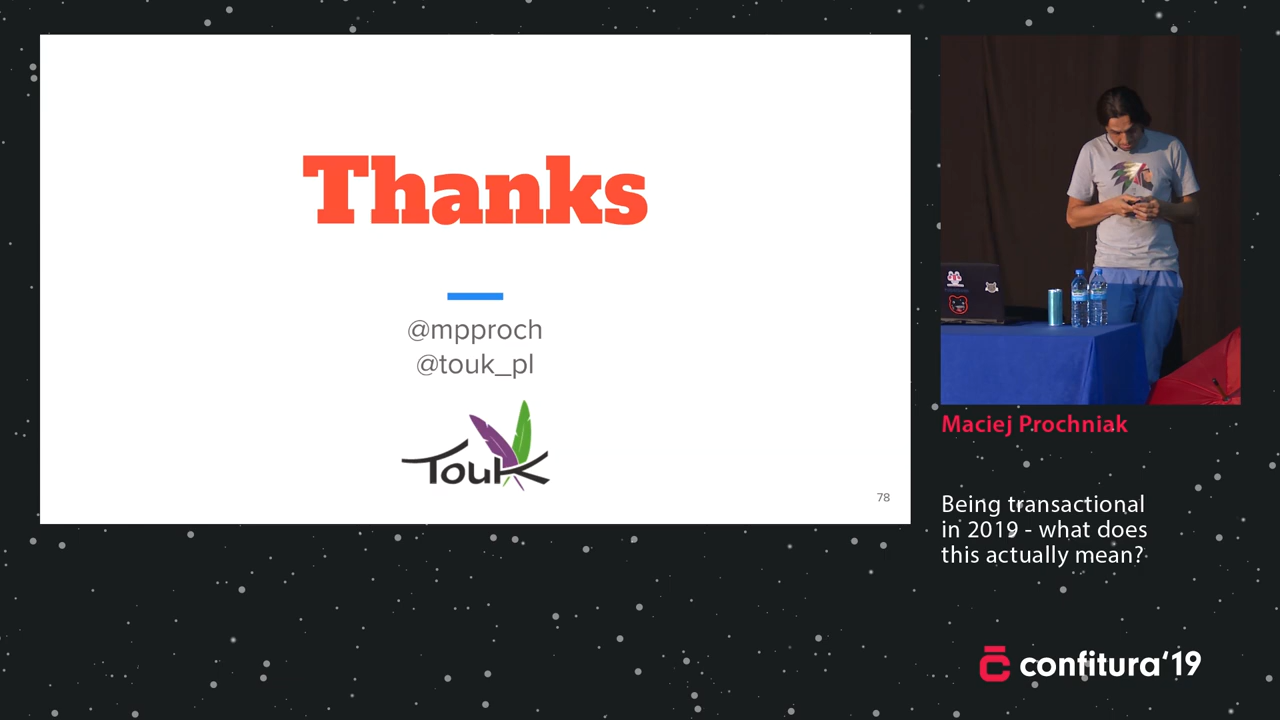 Thanks
@mpproch
@touk_pl
Touk
78
Maciej Prochniak
Being transactional
in 2019 - what does
this actually mean?
confitura'19